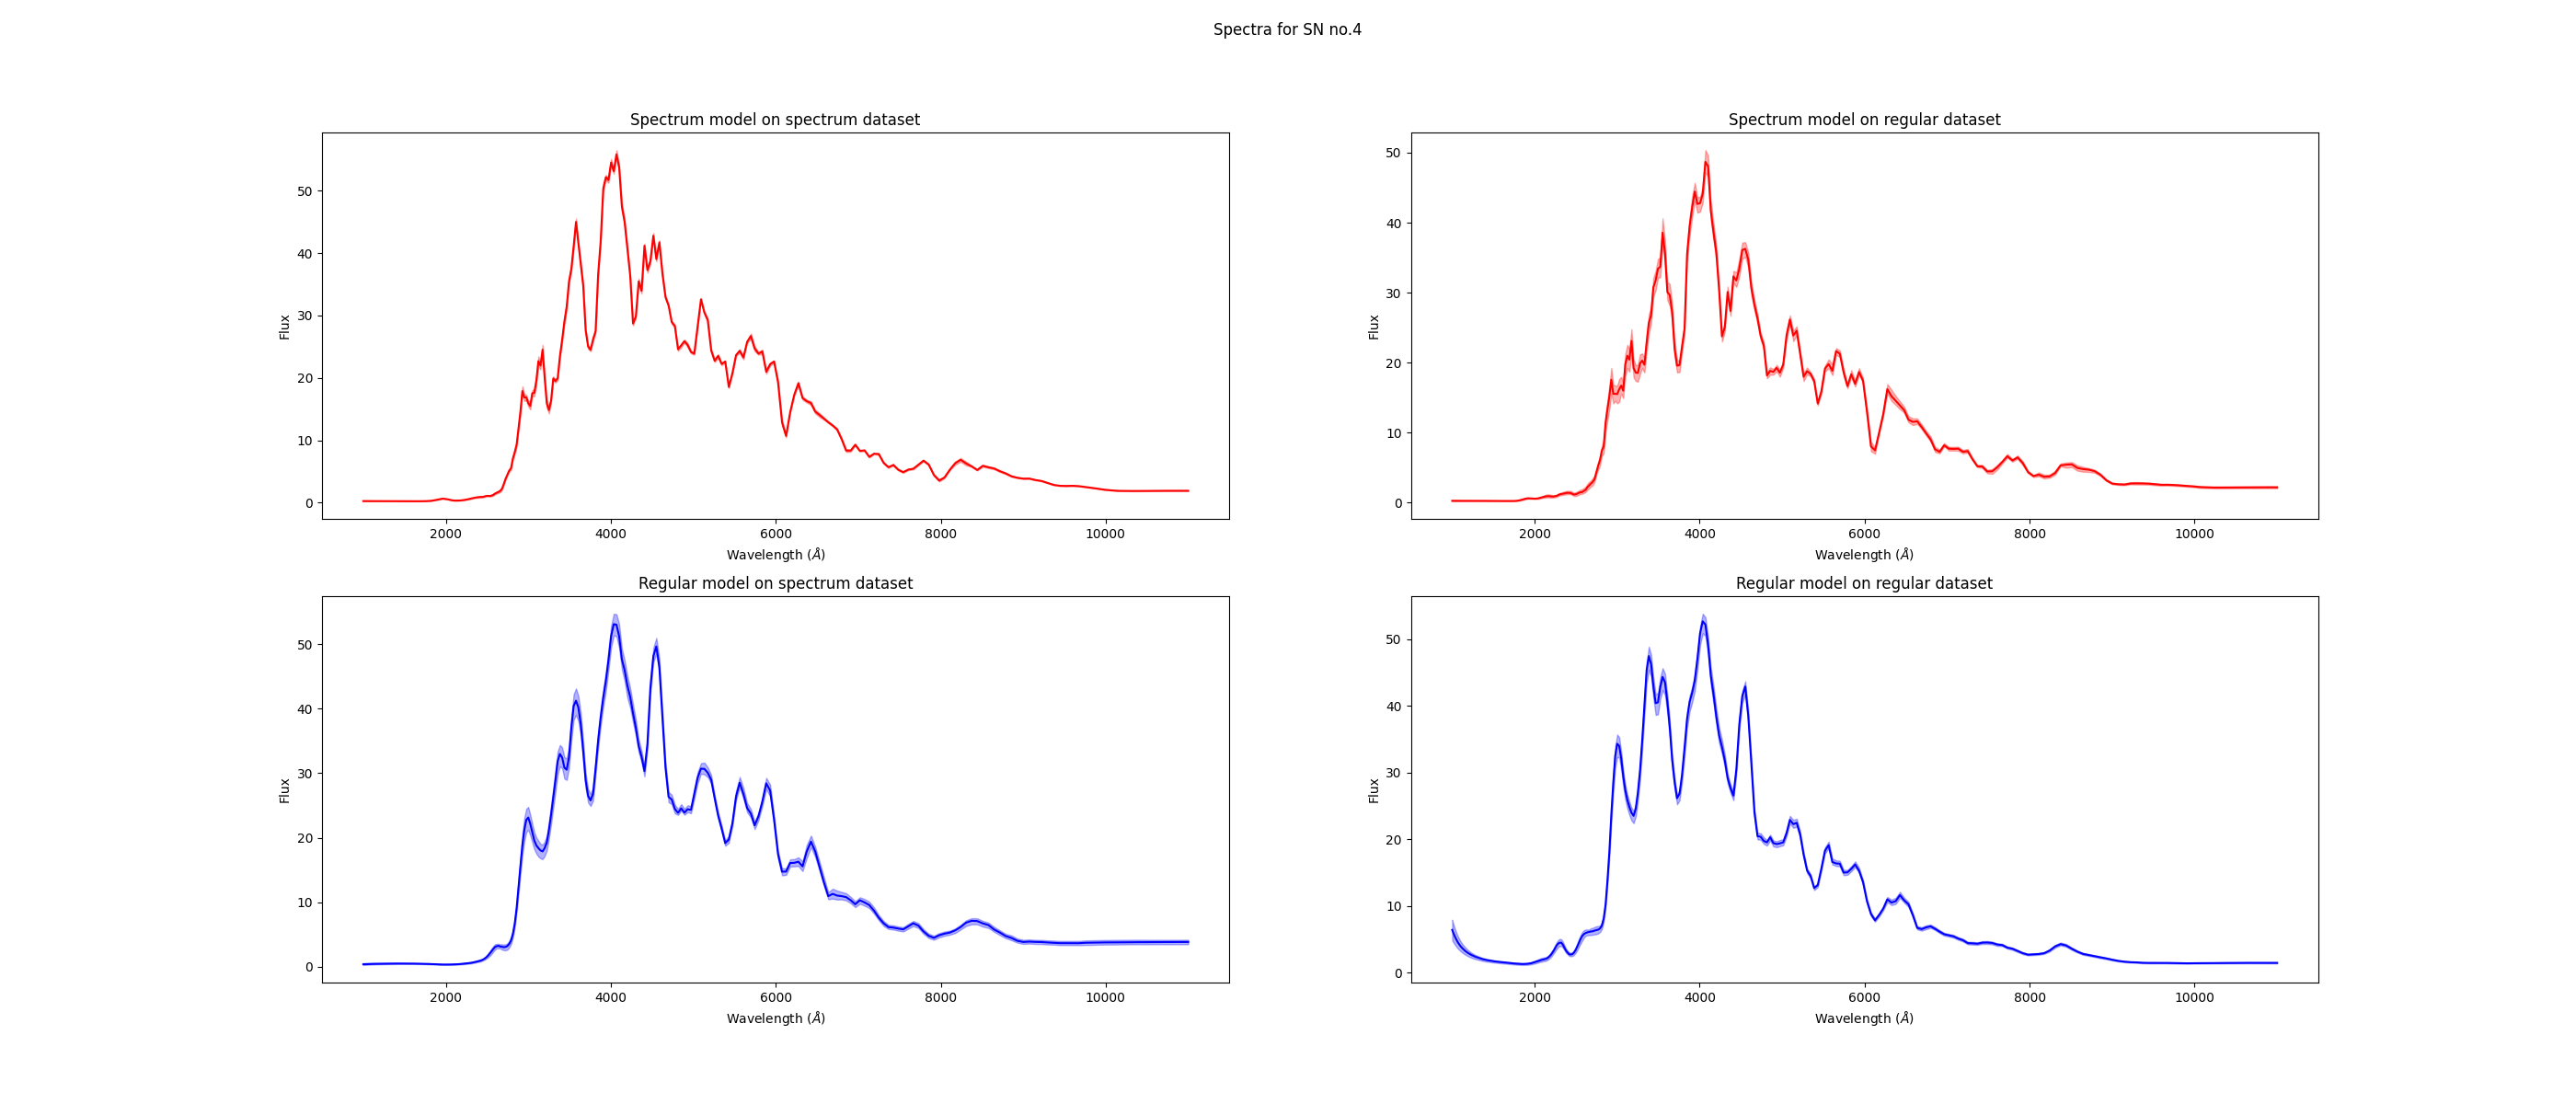 Spectra for SN no.4
Spectrum model on spectrum dataset
Flux
50
40
30
20
10
0
2000 4000 6000 8000 10000
Wavelength (Å)
Spectrum model on regular dataset
Flux
50
40
30
20
10
0
2000 4000 6000 8000 10000
Wavelength (Å)
Regular model on spectrum dataset
Flux
50
40
30
20
10
0
2000 4000 6000 8000 10000
Wavelength (Å)
Regular model on regular dataset
Flux
50
40
30
20
10
0
2000 4000 6000 8000 10000
Wavelength (Å)